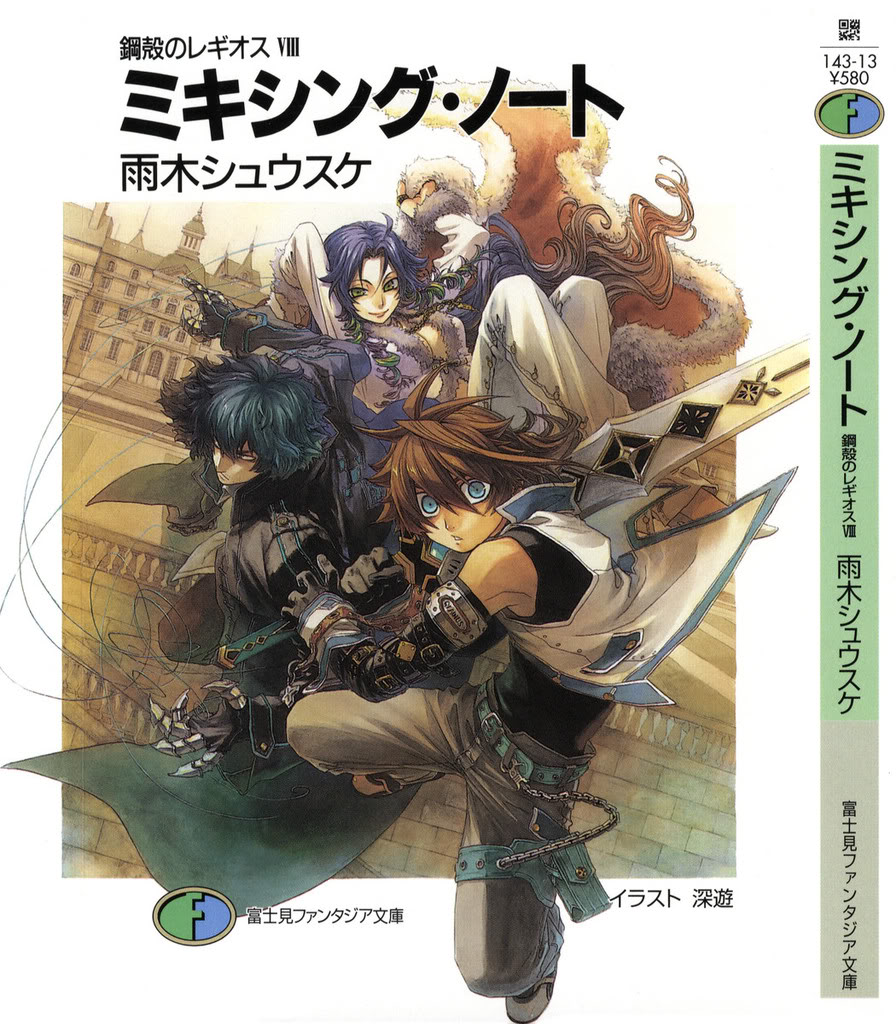 鋼殻のレギオス VIII
ミキシング・ノート
雨木シュウスケ
F
富士見ファンタジア文庫
イラスト 深遊
143-13
¥580
F
ミキシング・ノート
鋼殻のレギオス VIII
雨木シュウスケ
富士見ファンタジア文庫